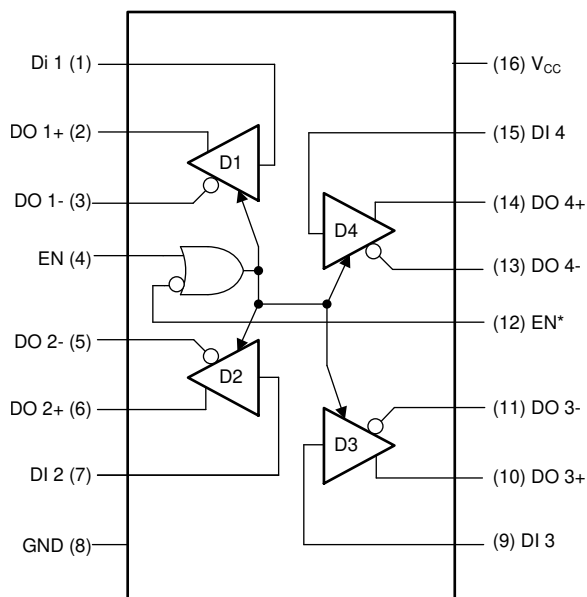 Di 1 (1)
DO 1+ (2)
DO 1- (3)
EN (4)
DO 2- (5)
DO 2+ (6)
DI 2 (7)
GND (8)
D1
D2
D4
D3
(16) VCC
(15) DI 4
(14) DO 4+
(13) DO 4-
(12) EN*
(11) DO 3-
(10) DO 3+
(9) DI 3